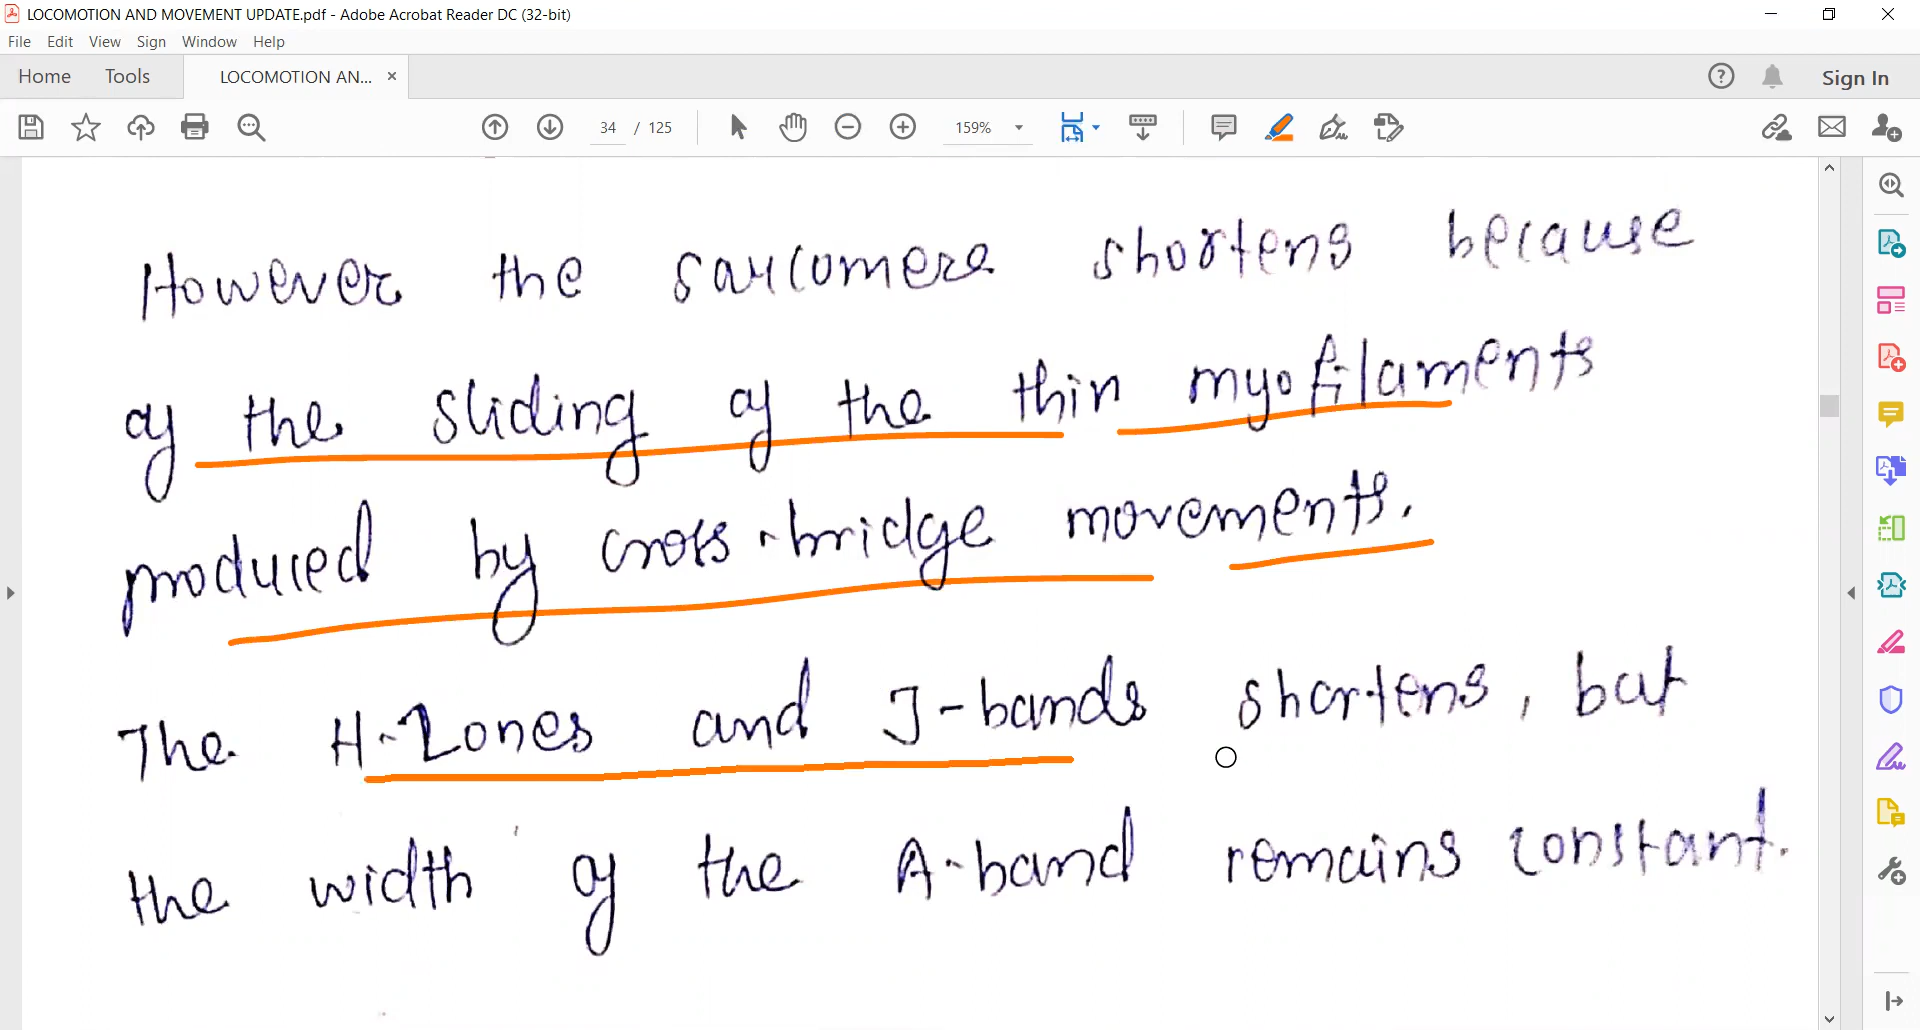 LOCOMOTION AND MOVEMENT UPDATE.pdf - Adobe Acrobat Reader DC (32-bit)
File Edit View Sign Window Help
Home Tools LOCOMOTION AN... × Sign In
34 / 125 159%
However the sarcomere shortens because
of the sliding of the thin myofilaments
produced by cross-bridge movements.
The H-Zones and I-bands shortens, but
the width of the A-band remains constant.